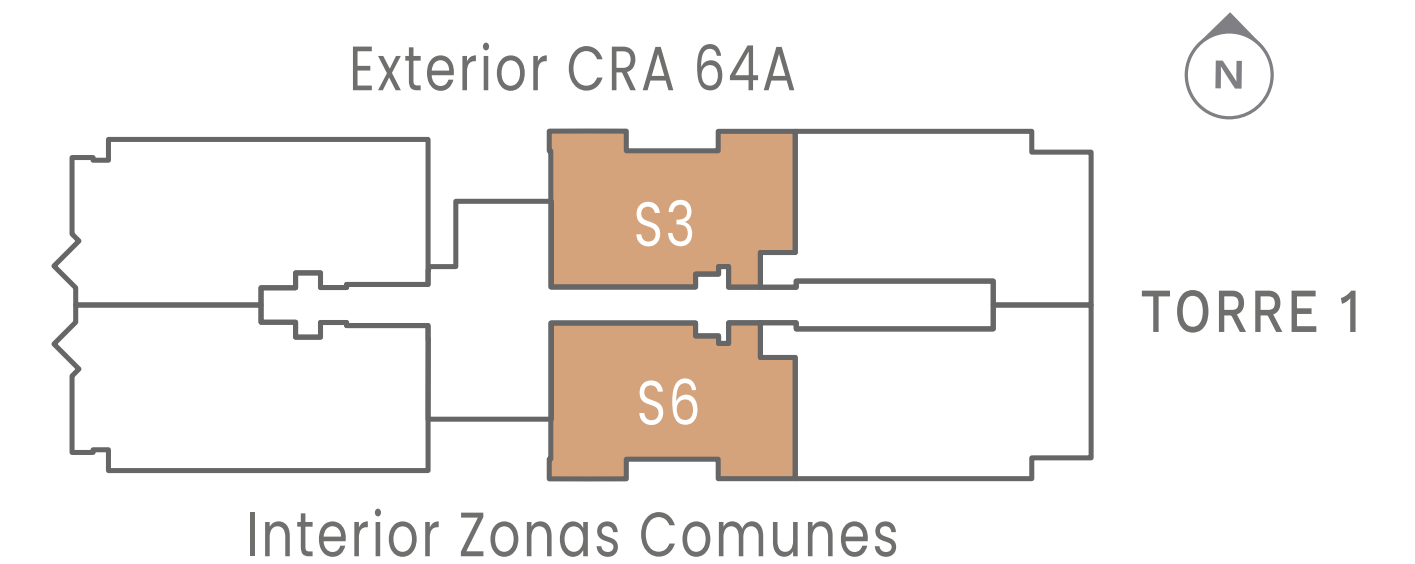 Exterior CRA 64A
N
S3
TORRE 1
S6
Interior Zonas Comunes